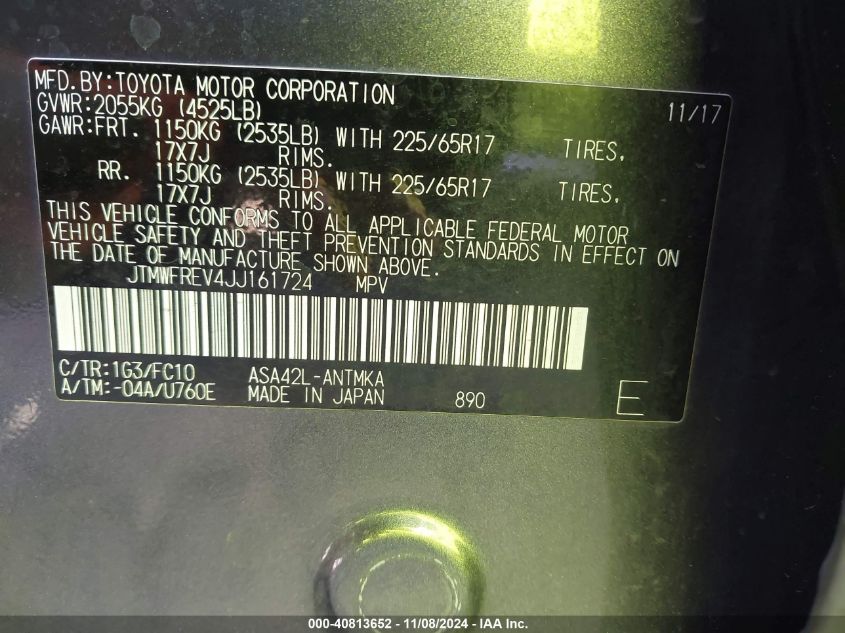 MFD.BY:TOYOTA MOTOR CORPORATION 11/17
GVWR:2055KG (4525LB)
GAWR:FRT. 1150KG (2535LB) WITH 225/65R17 TIRES,
17X7J RIMS.
RR. 1150KG (2535LB) WITH 225/65R17 TIRES,
17X7J RIMS.
THIS VEHICLE CONFORMS TO ALL APPLICABLE FEDERAL MOTOR
VEHICLE SAFETY AND THEFT PREVENTION STANDARDS IN EFFECT ON
THE DATE OF MANUFACTURE SHOWN ABOVE.
JTMWFREV4JJ161724 MPV
C/TR:1G3/FC10 ASA42L-ANTMKA
A/TM:-04A/U760E MADE IN JAPAN 890 E
000-40813652 - 11/08/2024 - IAA Inc.